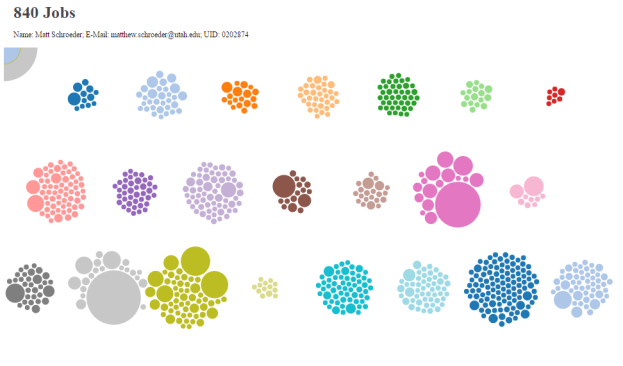 840 Jobs
Name: Matt Schroeder; E-Mail: matthew.schroeder@utah.edu; UID: 0202874